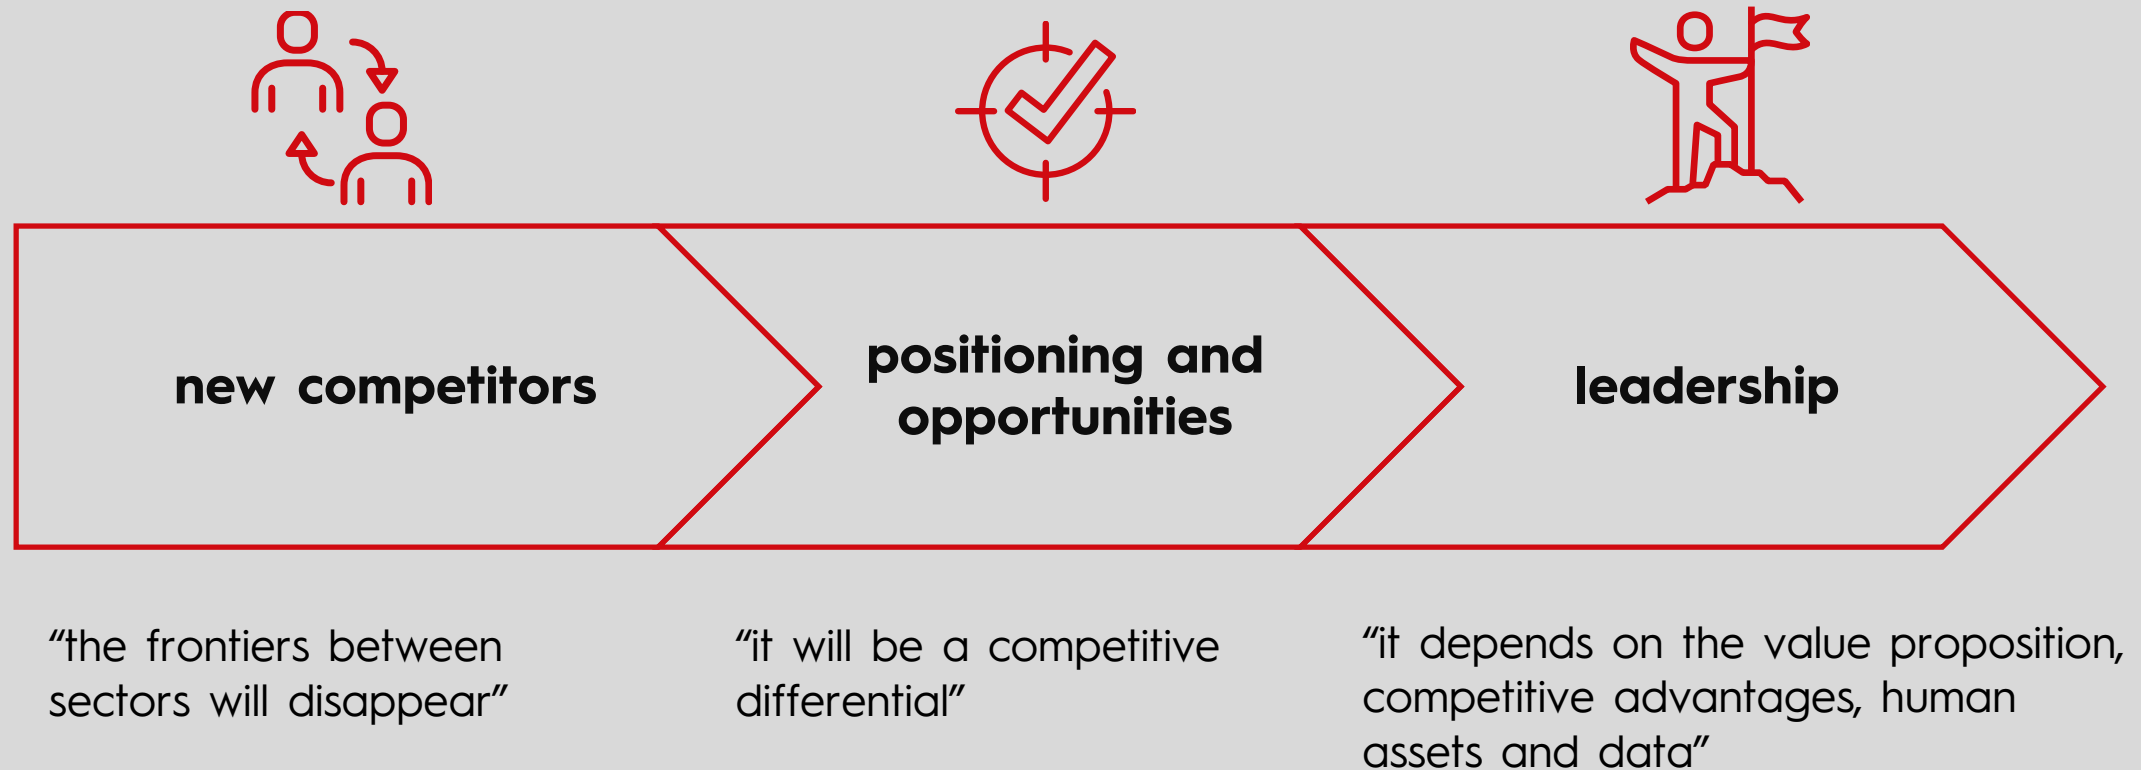 new competitors
positioning and
opportunities
leadership
“the frontiers between
sectors will disappear”
“it will be a competitive
differential”
“it depends on the value proposition,
competitive advantages, human
assets and data”